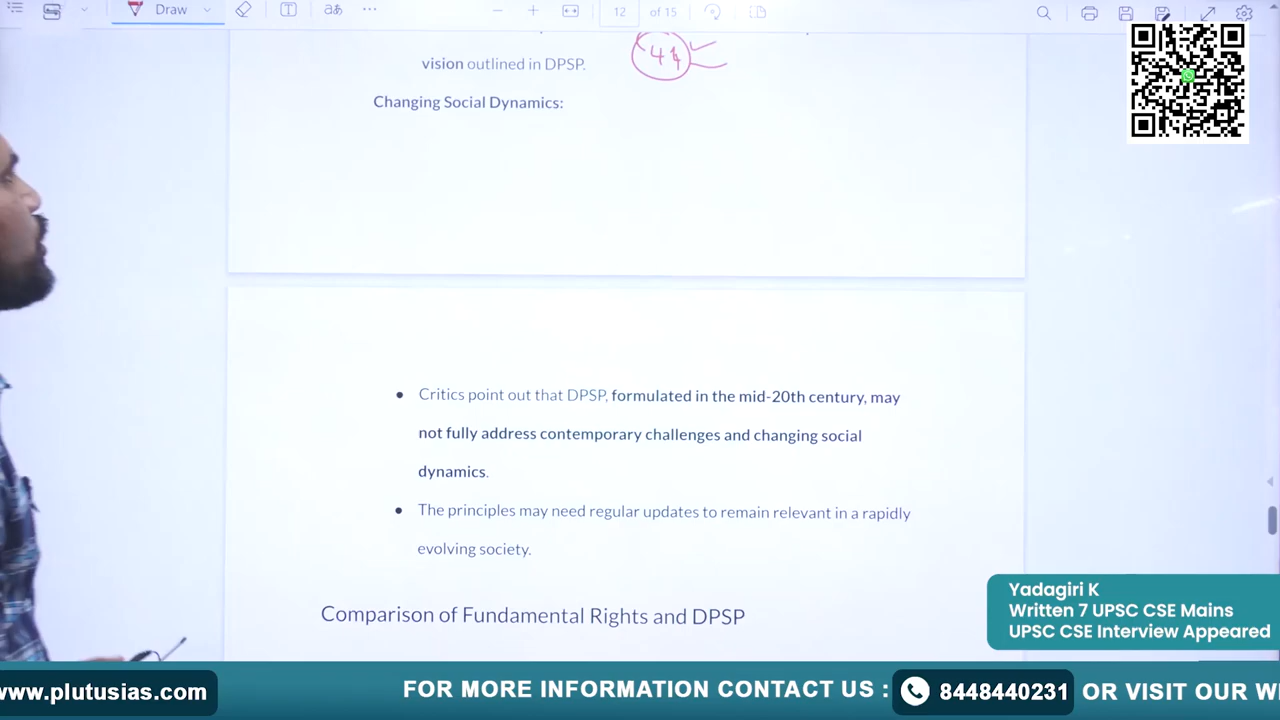 Draw
aあ
12
of 15
44
vision outlined in DPSP.
Changing Social Dynamics:
• Critics point out that DPSP, formulated in the mid-20th century, may
not fully address contemporary challenges and changing social
dynamics.
• The principles may need regular updates to remain relevant in a rapidly
evolving society.
Comparison of Fundamental Rights and DPSP
Yadagiri K
Written 7 UPSC CSE Mains
UPSC CSE Interview Appeared
www.plutusias.com
FOR MORE INFORMATION CONTACT US :
8448440231
OR VISIT OUR WE